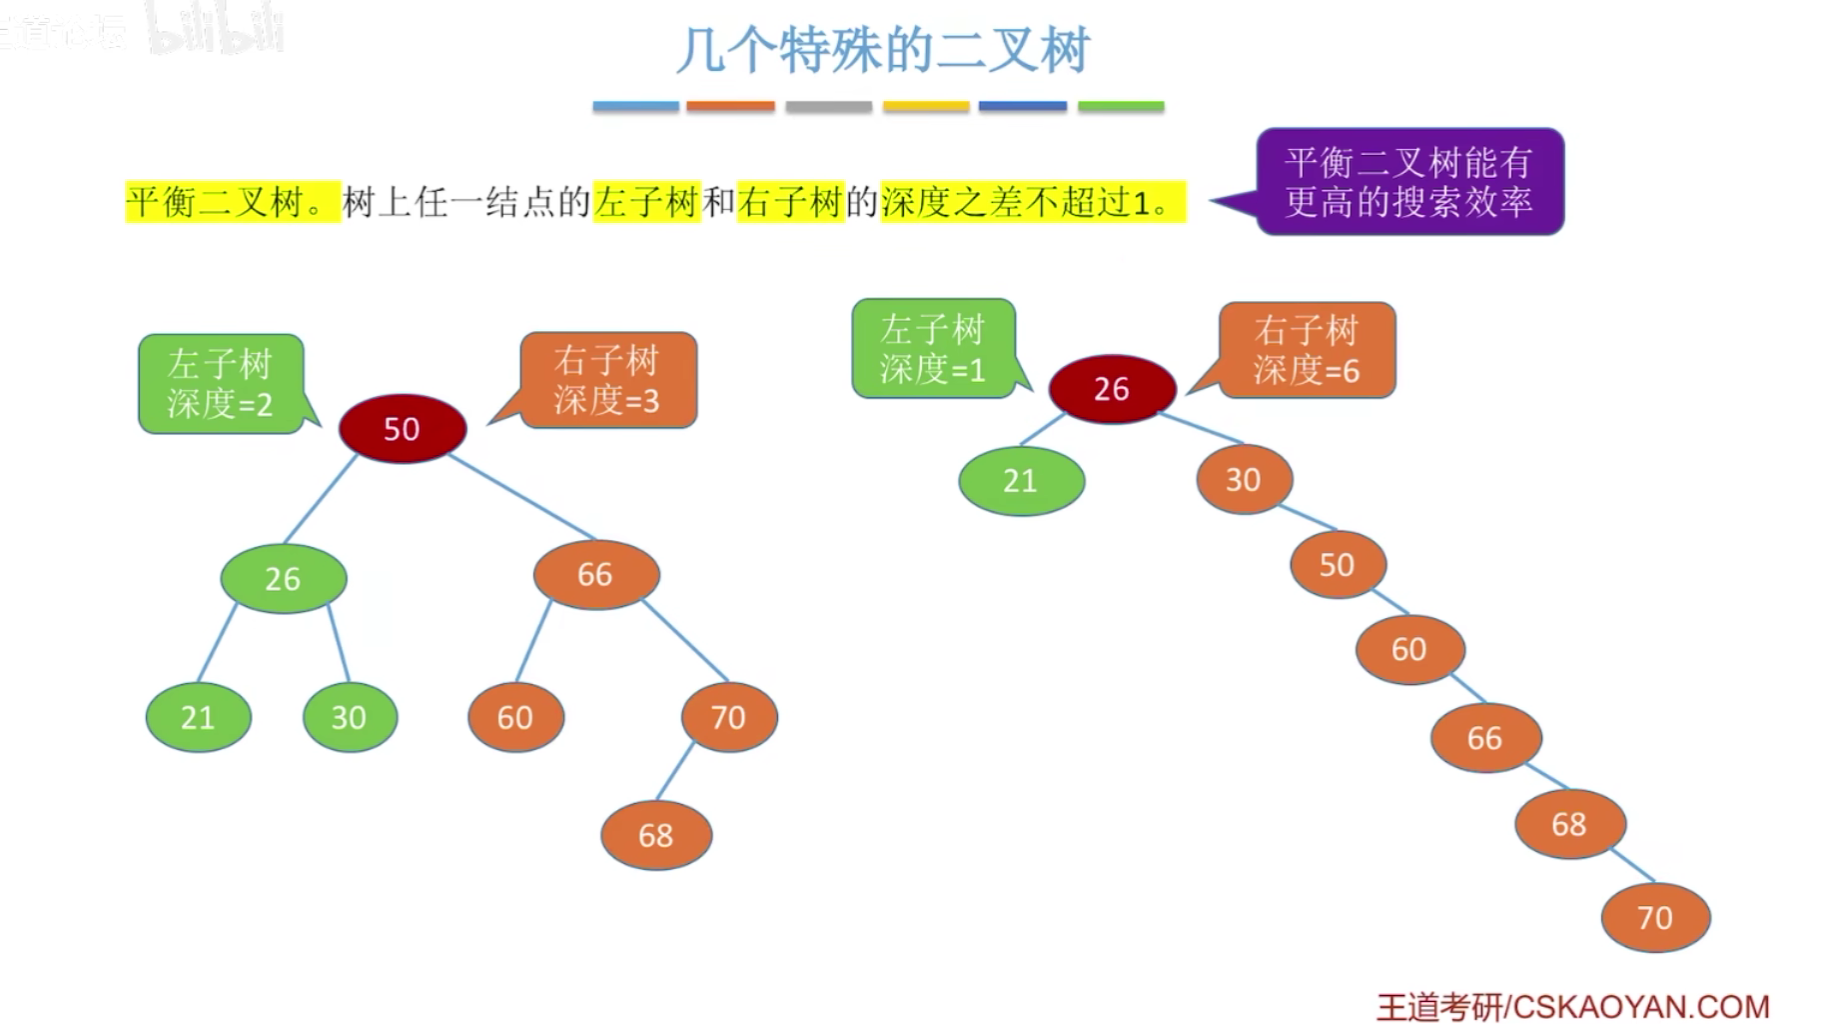 王道论坛 bilibili
几个特殊的二叉树
平衡二叉树能有
更高的搜索效率
平衡二叉树。树上任一结点的左子树和右子树的深度之差不超过1。
左子树
深度=2
右子树
深度=3
50
26
66
21
30
60
70
68
左子树
深度=1
右子树
深度=6
26
21
30
50
60
66
68
70
王道考研/CSKAOYAN.COM